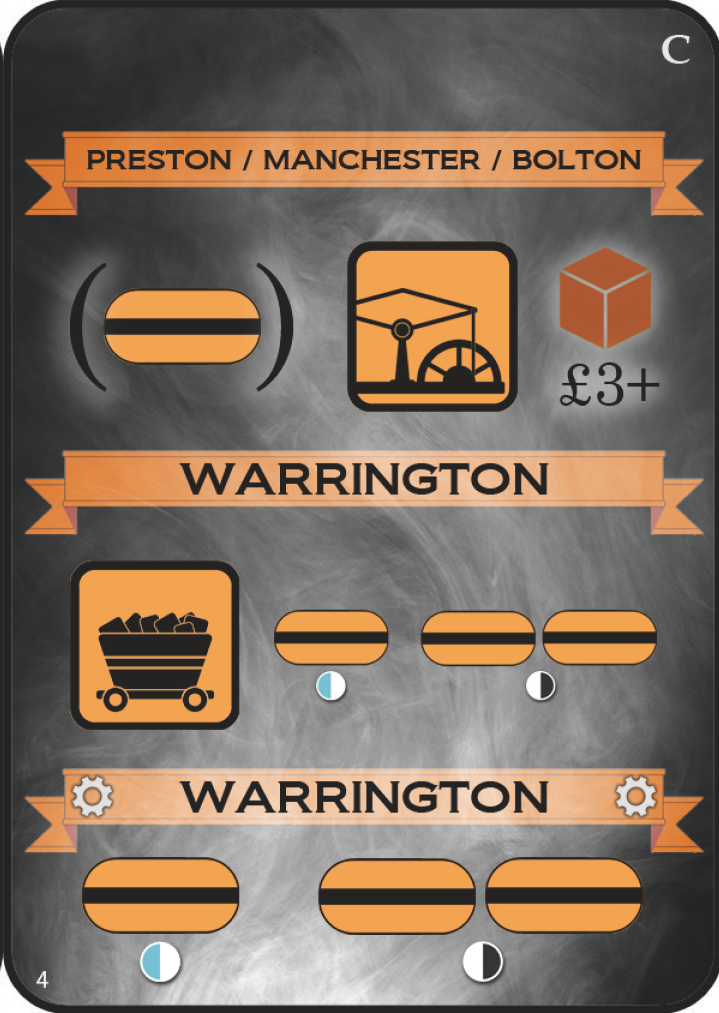 C
PRESTON / MANCHESTER / BOLTON
£3+
WARRINGTON
WARRINGTON
4